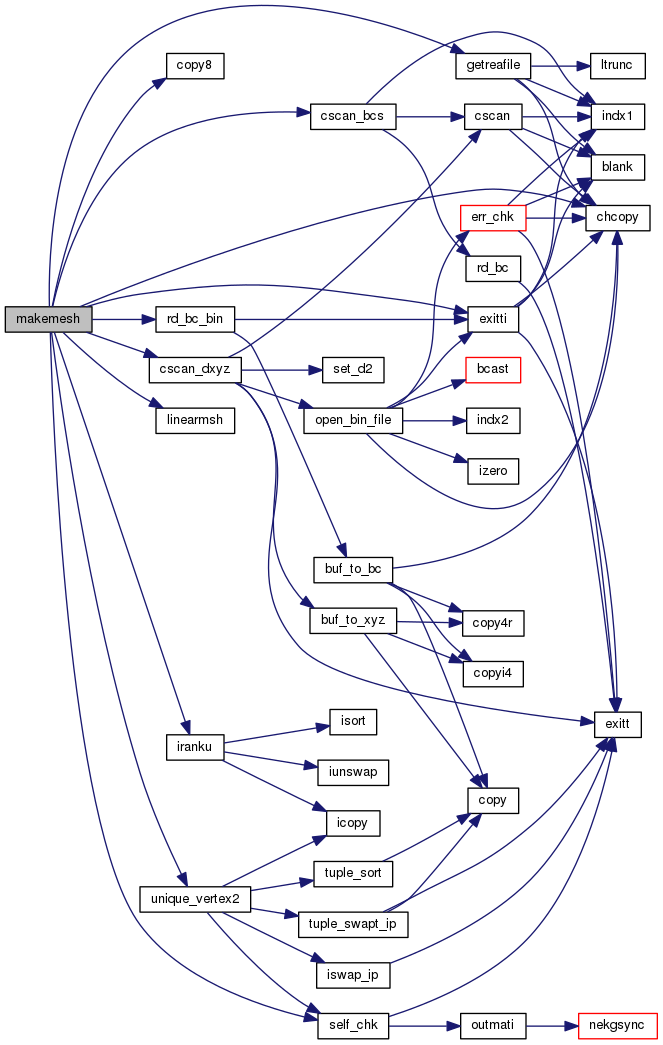 getreafile
ltrunc
copy8
indx1
cscan_bcs
cscan
blank
err_chk
chcopy
rd_bc
makemesh
rd_bc_bin
exitti
cscan_dxyz
set_d2
bcast
linearmsh
open_bin_file
indx2
izero
buf_to_bc
buf_to_xyz
copy4r
copyi4
isort
exitt
iranku
iunswap
copy
icopy
tuple_sort
unique_vertex2
tuple_swapt_ip
iswap_ip
self_chk
outmati
nekgsync